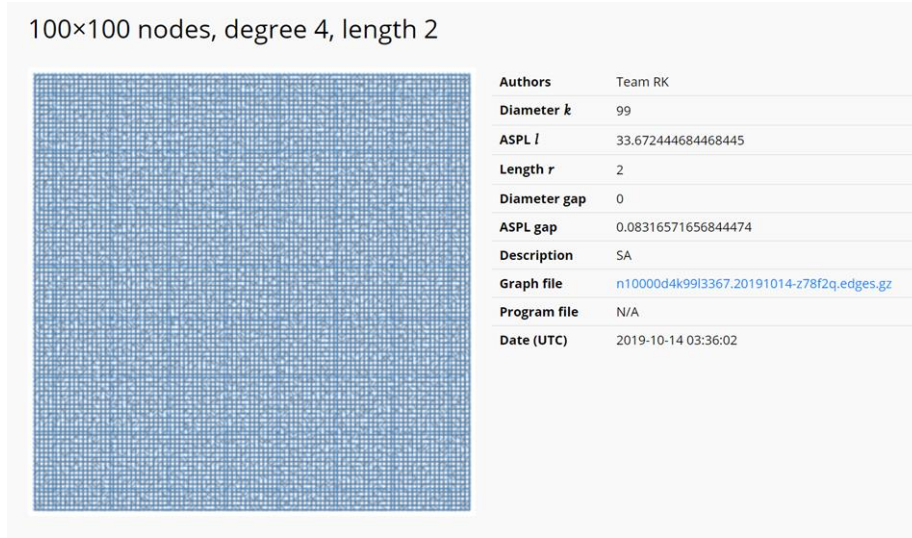 100×100 nodes, degree 4, length 2
Authors Team RK
Diameter k 99
ASPL l 33.672444684468445
Length r 2
Diameter gap 0
ASPL gap 0.08316571656844474
Description SA
Graph file n10000d4k99l3367.20191014-z78f2q.edges.gz
Program file N/A
Date (UTC) 2019-10-14 03:36:02